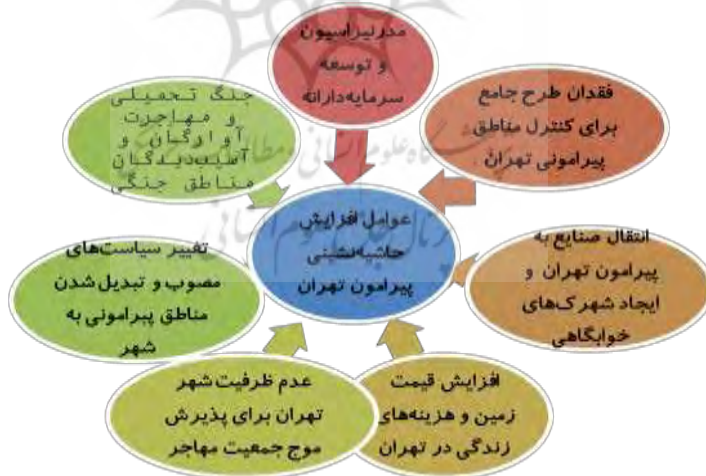 مدرنیزاسیون
و توسعه
سرمایه‌دارانه
فقدان طرح جامع
برای کنترل مناطق
پیرامونی تهران
انتقال صنایع به
پیرامون تهران و
ایجاد شهرک‌های
خوابگاهی
افزایش قیمت
زمین و هزینه‌های
زندگی در تهران
عدم ظرفیت شهر
تهران برای پذیرش
موج جمعیت مهاجر
تغییر سیاست‌های
مصوب و تبدیل شدن
مناطق پیرامونی به
شهر
جنگ تحمیلی
و مهاجرت
آوارگان و
آسیب‌دیدگان
مناطق جنگی
عوامل افزایش
حاشیه‌نشینی
پیرامون تهران